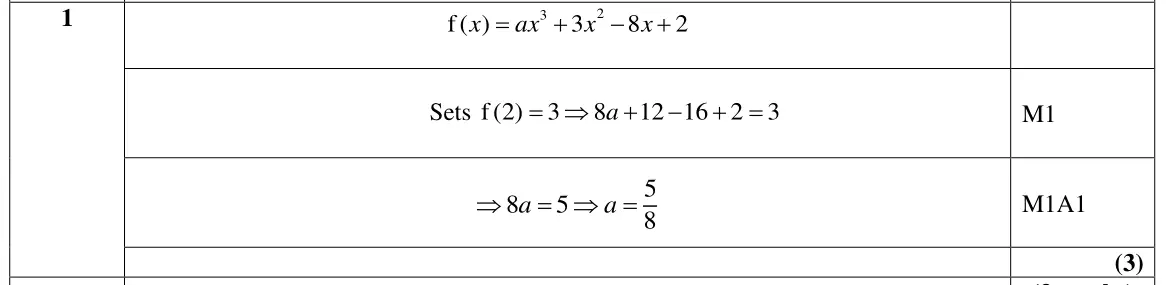 1
f(x) = ax³ + 3x² − 8x + 2
Sets f(2) = 3 ⇒ 8a + 12 − 16 + 2 = 3
M1
⇒ 8a = 5 ⇒ a = 5/8
M1A1
(3)